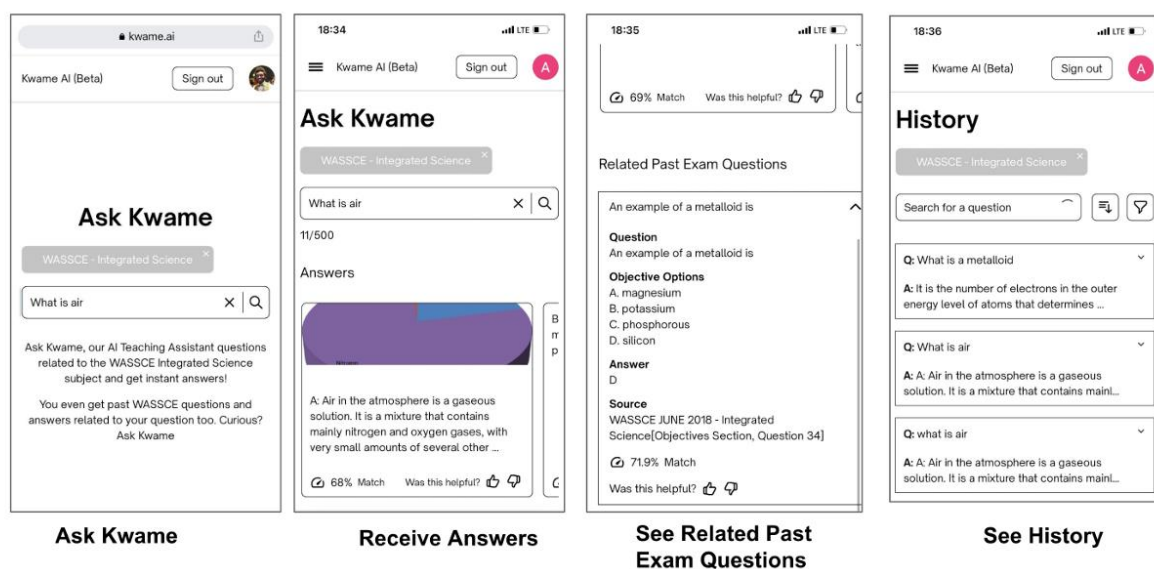 kwame.ai
Kwame AI (Beta)
Sign out
Ask Kwame
WASSCE - Integrated Science ×
What is air
Ask Kwame, our AI Teaching Assistant questions
related to the WASSCE Integrated Science
subject and get instant answers!
You even get past WASSCE questions and
answers related to your question too. Curious?
Ask Kwame
Ask Kwame
18:34
LTE
Kwame AI (Beta)
Sign out
A
Ask Kwame
WASSCE - Integrated Science ×
What is air
11/500
Answers
Nitrogen
A: Air in the atmosphere is a gaseous
solution. It is a mixture that contains
mainly nitrogen and oxygen gases, with
very small amounts of several other ...
68% Match Was this helpful?
B
m
p
Receive Answers
18:35
LTE
69% Match Was this helpful?
Related Past Exam Questions
An example of a metalloid is
Question
An example of a metalloid is
Objective Options
A. magnesium
B. potassium
C. phosphorous
D. silicon
Answer
D
Source
WASSCE JUNE 2018 - Integrated
Science[Objectives Section, Question 34]
71.9% Match
Was this helpful?
See Related Past
Exam Questions
18:36
LTE
Kwame AI (Beta)
Sign out
A
History
WASSCE - Integrated Science ×
Search for a question
Q: What is a metalloid
A: It is the number of electrons in the outer
energy level of atoms that determines ...
Q: What is air
A: A: Air in the atmosphere is a gaseous
solution. It is a mixture that contains mainl...
Q: what is air
A: A: Air in the atmosphere is a gaseous
solution. It is a mixture that contains mainl...
See History